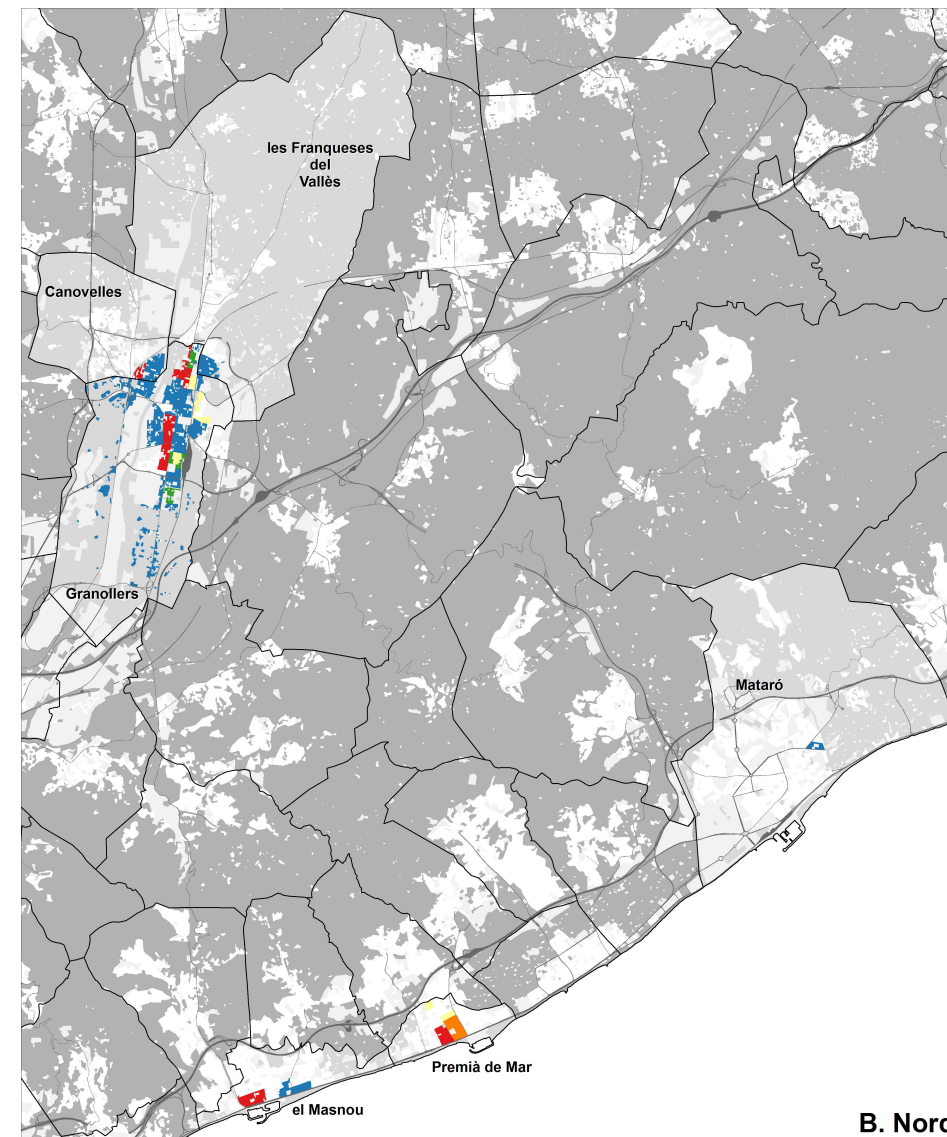 les Franqueses
del
Vallès
Canovelles
Granollers
Mataró
Premià de Mar
el Masnou
B. Nord